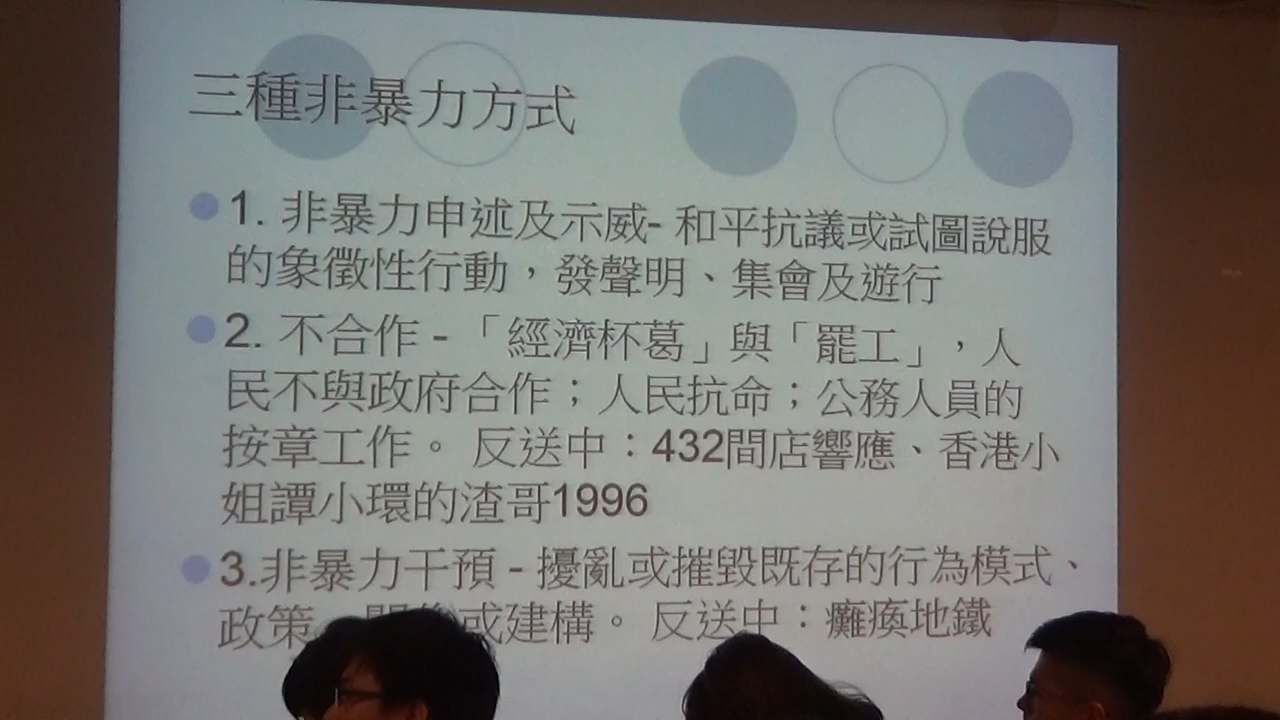 三種非暴力方式
1. 非暴力申述及示威- 和平抗議或試圖說服
的象徵性行動，發聲明、集會及遊行
2. 不合作 - 「經濟杯葛」與「罷工」，人
民不與政府合作；人民抗命；公務人員的
按章工作。 反送中：432間店響應、香港小
姐譚小環的渣哥1996
3.非暴力干預 - 擾亂或摧毀既存的行為模式、
政策、或建構。 反送中：癱瘓地鐵